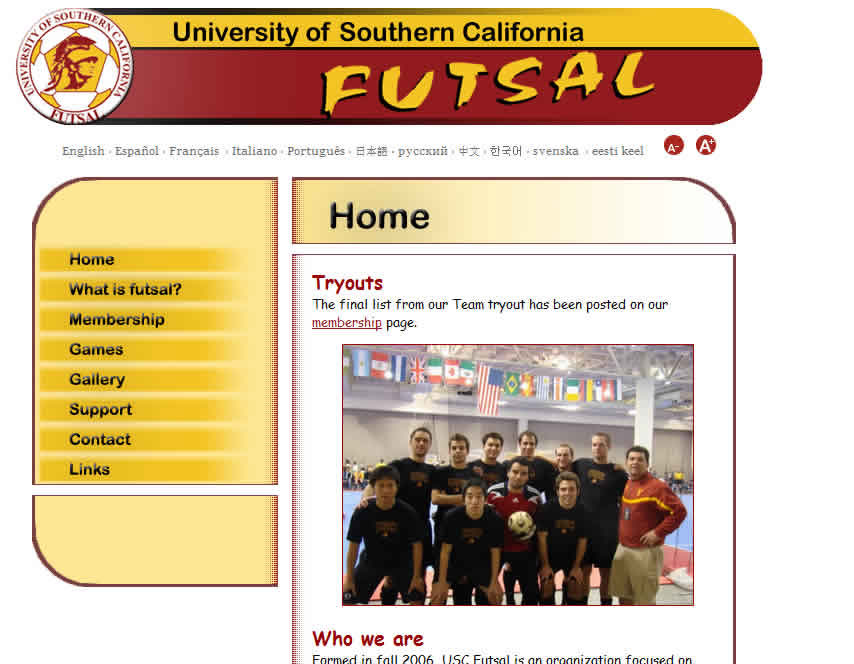 UNIVERSITY OF SOUTHERN CALIFORNIA
FUTSAL
University of Southern California
FUTSAL
English · Español · Français · Italiano · Português · 日本語 · русский · 中文 · 한국어 · svenska · eesti keel
A- A+
Home
What is futsal?
Membership
Games
Gallery
Support
Contact
Links
Home
Tryouts
The final list from our Team tryout has been posted on our
membership page.
Who we are
Formed in fall 2006, USC Futsal is an organization focused on